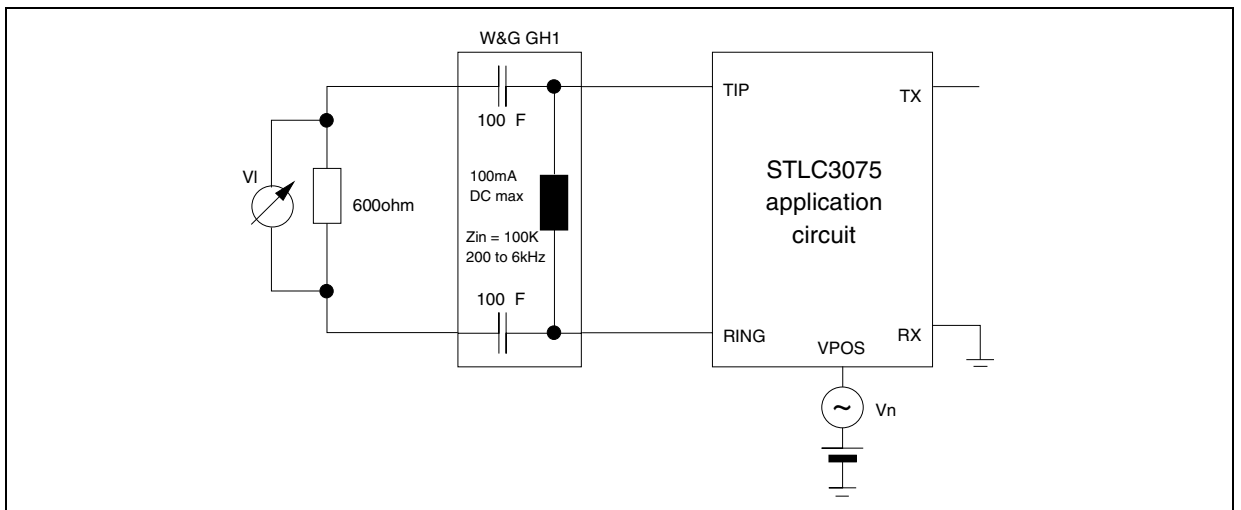 W&G GH1
100 F
TIP
TX
VI
600ohm
100mA
DC max
STLC3075
application
circuit
Zin = 100K
200 to 6kHz
100 F
RING
VPOS
RX
~
Vn